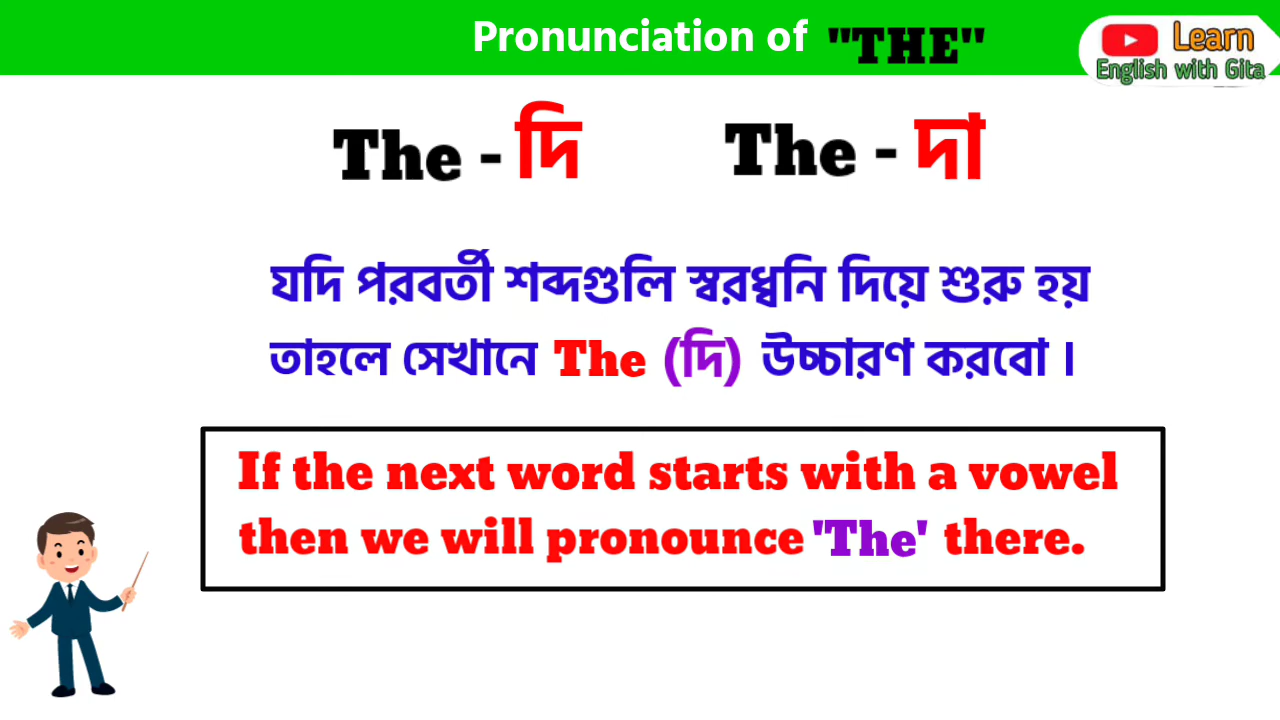 Pronunciation of "THE"
Learn
English with Gita
The - দি
The - দা
যদি পরবর্তী শব্দগুলি স্বরধ্বনি দিয়ে শুরু হয়
তাহলে সেখানে The (দি) উচ্চারণ করবো ।
If the next word starts with a vowel
then we will pronounce 'The' there.